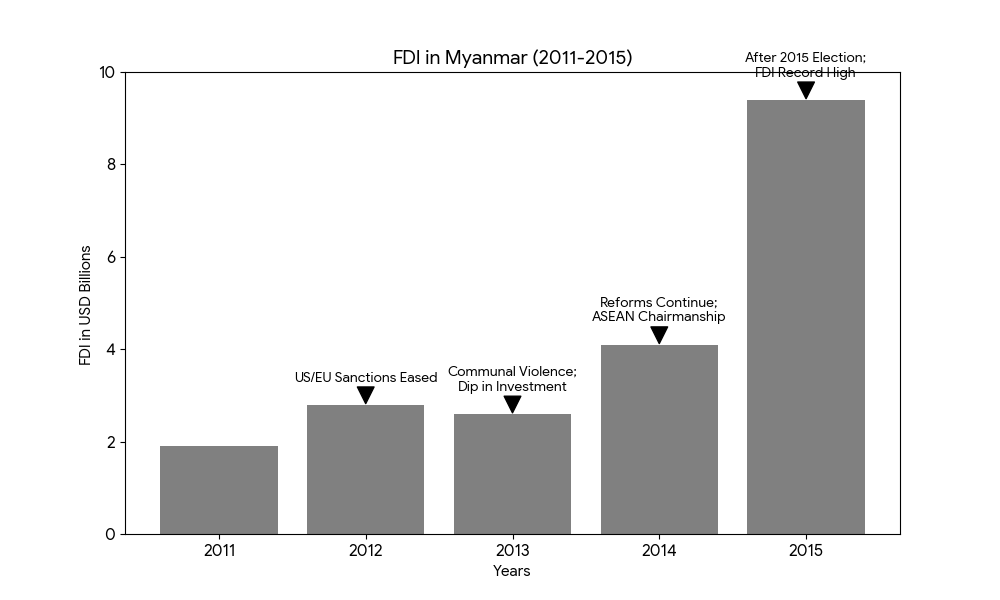 FDI in Myanmar (2011-2015)
After 2015 Election;
FDI Record High
Reforms Continue;
ASEAN Chairmanship
Communal Violence;
Dip in Investment
US/EU Sanctions Eased
FDI in USD Billions
10
8
6
4
2
0
2011
2012
2013
2014
2015
Years